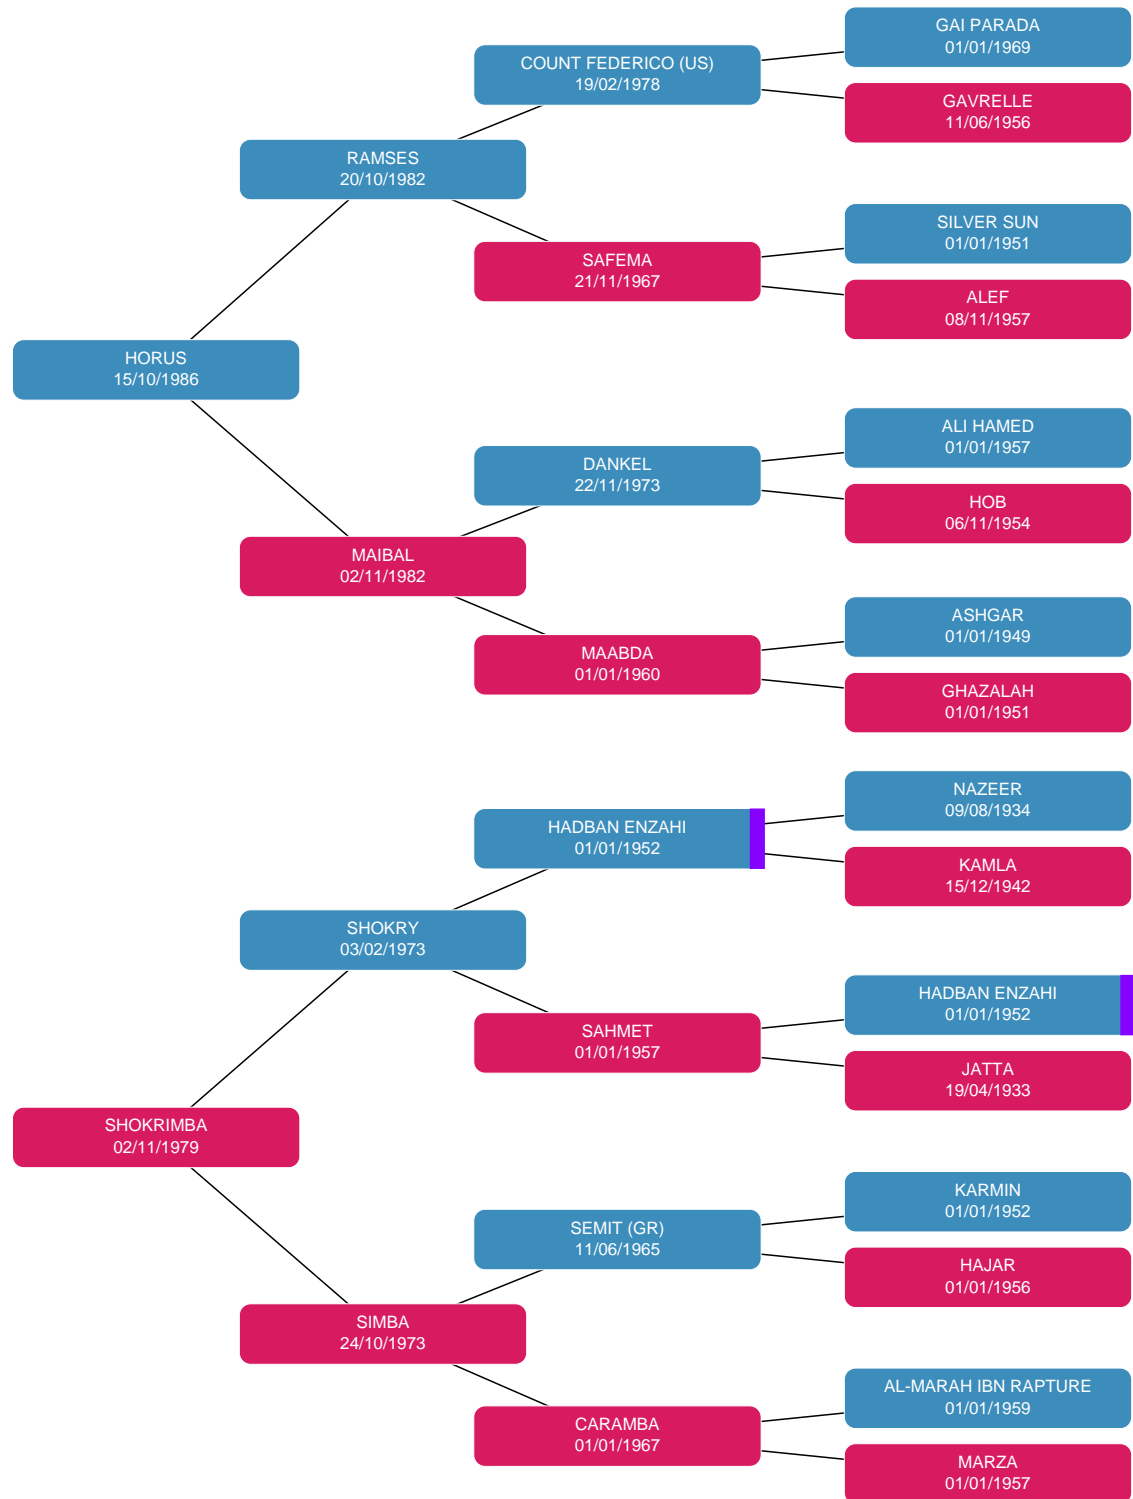 GAI PARADA
01/01/1969
COUNT FEDERICO (US)
19/02/1978
GAVRELLE
11/06/1956
RAMSES
20/10/1982
SILVER SUN
01/01/1951
SAFEMA
21/11/1967
ALEF
08/11/1957
HORUS
15/10/1986
ALI HAMED
01/01/1957
DANKEL
22/11/1973
HOB
06/11/1954
MAIBAL
02/11/1982
ASHGAR
01/01/1949
MAABDA
01/01/1960
GHAZALAH
01/01/1951
NAZEER
09/08/1934
HADBAN ENZAHI
01/01/1952
KAMLA
15/12/1942
SHOKRY
03/02/1973
HADBAN ENZAHI
01/01/1952
SAHMET
01/01/1957
JATTA
19/04/1933
SHOKRIMBA
02/11/1979
KARMIN
01/01/1952
SEMIT (GR)
11/06/1965
HAJAR
01/01/1956
SIMBA
24/10/1973
AL-MARAH IBN RAPTURE
01/01/1959
CARAMBA
01/01/1967
MARZA
01/01/1957